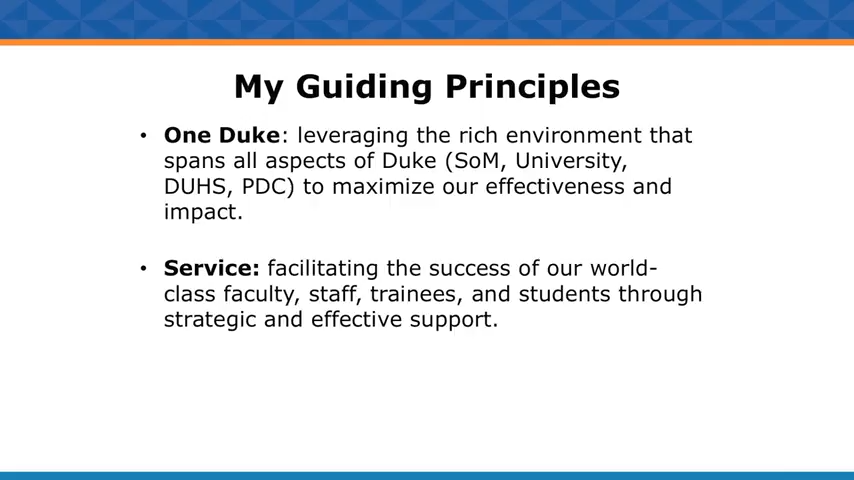 My Guiding Principles
• One Duke: leveraging the rich environment that
spans all aspects of Duke (SoM, University,
DUHS, PDC) to maximize our effectiveness and
impact.
• Service: facilitating the success of our world-
class faculty, staff, trainees, and students through
strategic and effective support.